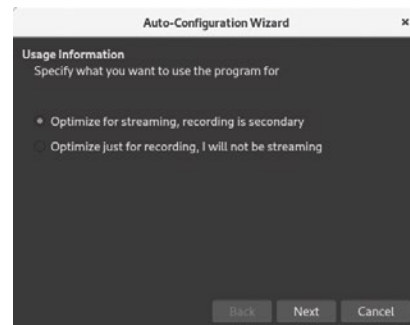 Auto-Configuration Wizard
Usage Information
Specify what you want to use the program for
Optimize for streaming, recording is secondary
Optimize just for recording, I will not be streaming
Back Next Cancel